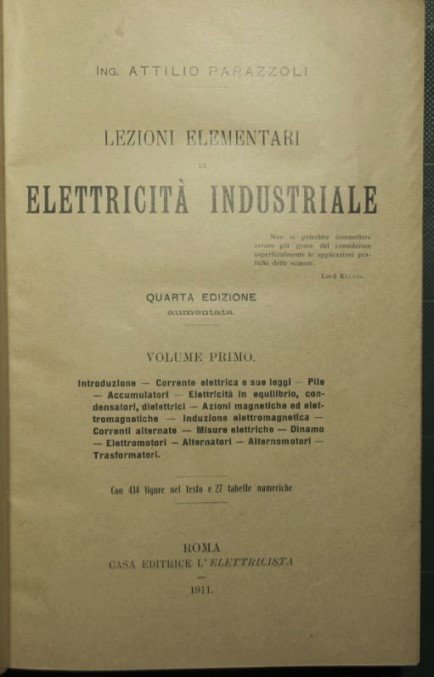 ING. ATTILIO PARAZZOLI
LEZIONI ELEMENTARI
DI
ELETTRICITÀ INDUSTRIALE
Non si potrebbe commettere
errore più grave del considerare
superficialmente le apparazioni pra-
tiche delle scienze.
LORD KELVIN.
QUARTA EDIZIONE
aumentata
VOLUME PRIMO.
Introduzione — Corrente elettrica e sue leggi — Pile
— Accumulatori — Elettricità in equilibrio, con-
densatori, dielettrici — Azioni magnetiche ed elet-
tromagnetiche — Induzione elettromagnetica —
Correnti alternate — Misure elettriche — Dinamo
— Elettromotori — Alternatori — Alternomotori —
Trasformatori.
Con 434 figure nel testo e 27 tabelle numeriche
ROMA
CASA EDITRICE L'ELETTRICISTA
1911.